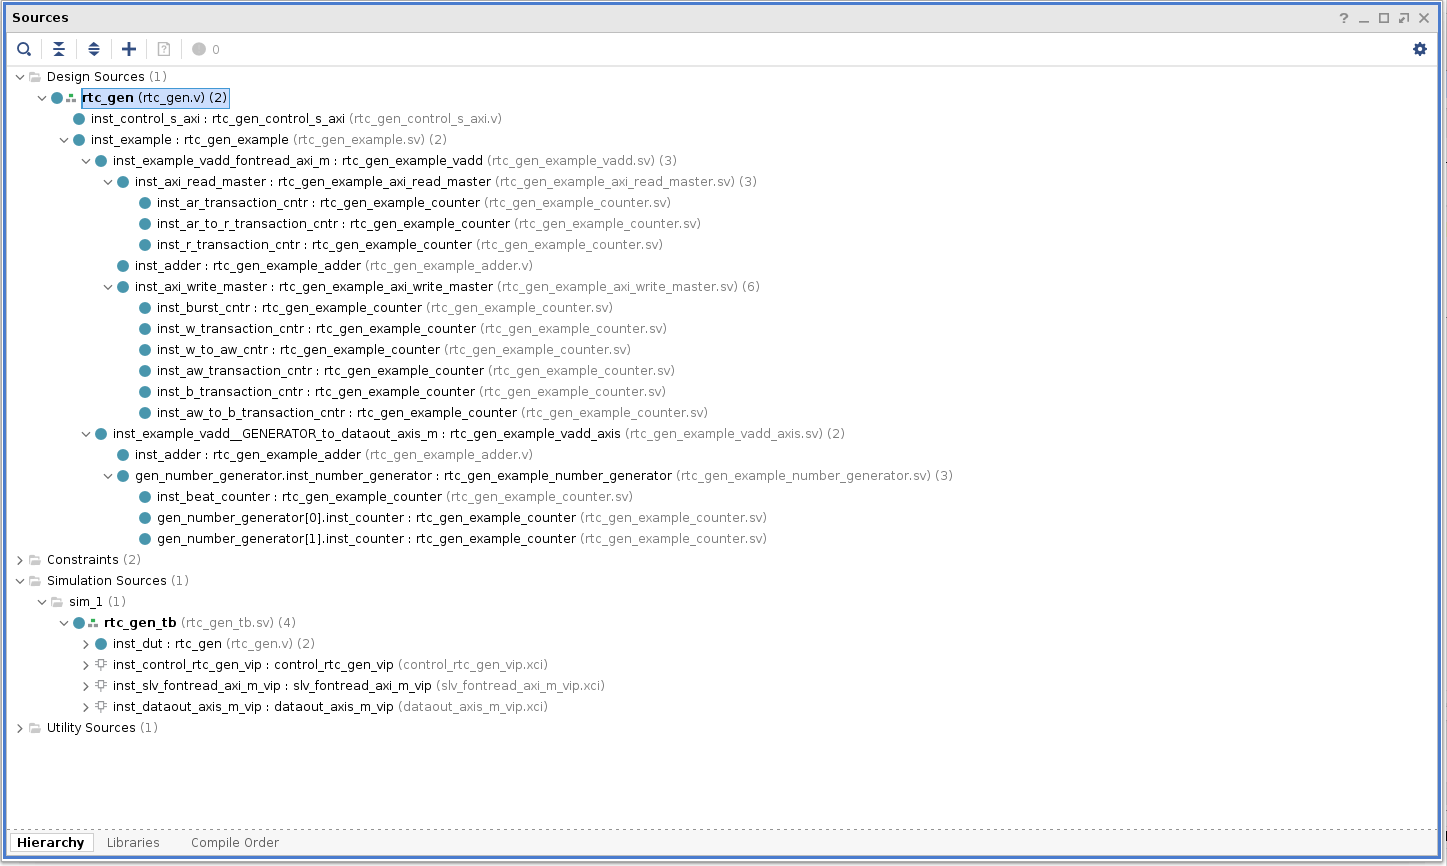 Sources
?
? 0
Design Sources (1)
rtc_gen (rtc_gen.v) (2)
inst_control_s_axi : rtc_gen_control_s_axi (rtc_gen_control_s_axi.v)
inst_example : rtc_gen_example (rtc_gen_example.sv) (2)
inst_example_vadd_fontread_axi_m : rtc_gen_example_vadd (rtc_gen_example_vadd.sv) (3)
inst_axi_read_master : rtc_gen_example_axi_read_master (rtc_gen_example_axi_read_master.sv) (3)
inst_ar_transaction_cntr : rtc_gen_example_counter (rtc_gen_example_counter.sv)
inst_ar_to_r_transaction_cntr : rtc_gen_example_counter (rtc_gen_example_counter.sv)
inst_r_transaction_cntr : rtc_gen_example_counter (rtc_gen_example_counter.sv)
inst_adder : rtc_gen_example_adder (rtc_gen_example_adder.v)
inst_axi_write_master : rtc_gen_example_axi_write_master (rtc_gen_example_axi_write_master.sv) (6)
inst_burst_cntr : rtc_gen_example_counter (rtc_gen_example_counter.sv)
inst_w_transaction_cntr : rtc_gen_example_counter (rtc_gen_example_counter.sv)
inst_w_to_aw_cntr : rtc_gen_example_counter (rtc_gen_example_counter.sv)
inst_aw_transaction_cntr : rtc_gen_example_counter (rtc_gen_example_counter.sv)
inst_b_transaction_cntr : rtc_gen_example_counter (rtc_gen_example_counter.sv)
inst_aw_to_b_transaction_cntr : rtc_gen_example_counter (rtc_gen_example_counter.sv)
inst_example_vadd__GENERATOR_to_dataout_axis_m : rtc_gen_example_vadd_axis (rtc_gen_example_vadd_axis.sv) (2)
inst_adder : rtc_gen_example_adder (rtc_gen_example_adder.v)
gen_number_generator.inst_number_generator : rtc_gen_example_number_generator (rtc_gen_example_number_generator.sv) (3)
inst_beat_counter : rtc_gen_example_counter (rtc_gen_example_counter.sv)
gen_number_generator[0].inst_counter : rtc_gen_example_counter (rtc_gen_example_counter.sv)
gen_number_generator[1].inst_counter : rtc_gen_example_counter (rtc_gen_example_counter.sv)
Constraints (2)
Simulation Sources (1)
sim_1 (1)
rtc_gen_tb (rtc_gen_tb.sv) (4)
inst_dut : rtc_gen (rtc_gen.v) (2)
inst_control_rtc_gen_vip : control_rtc_gen_vip (control_rtc_gen_vip.xci)
inst_slv_fontread_axi_m_vip : slv_fontread_axi_m_vip (slv_fontread_axi_m_vip.xci)
inst_dataout_axis_m_vip : dataout_axis_m_vip (dataout_axis_m_vip.xci)
Utility Sources (1)
Hierarchy Libraries Compile Order